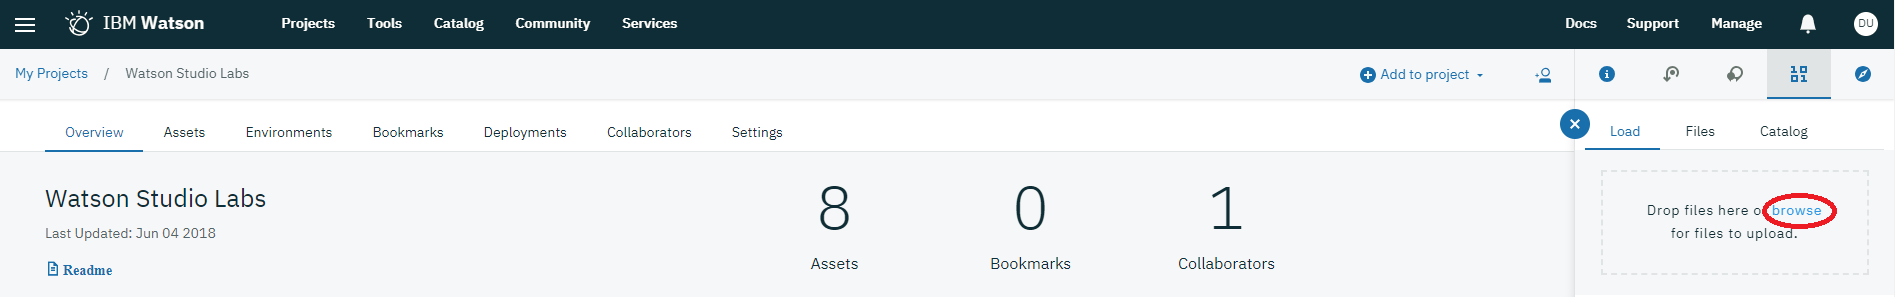 IBM Watson Projects Tools Catalog Community Services Docs Support Manage DU
My Projects / Watson Studio Labs Add to project
Overview Assets Environments Bookmarks Deployments Collaborators Settings
Load Files Catalog
Watson Studio Labs
Last Updated: Jun 04 2018
Readme
8 0 1
Assets Bookmarks Collaborators
Drop files here or browse
for files to upload.